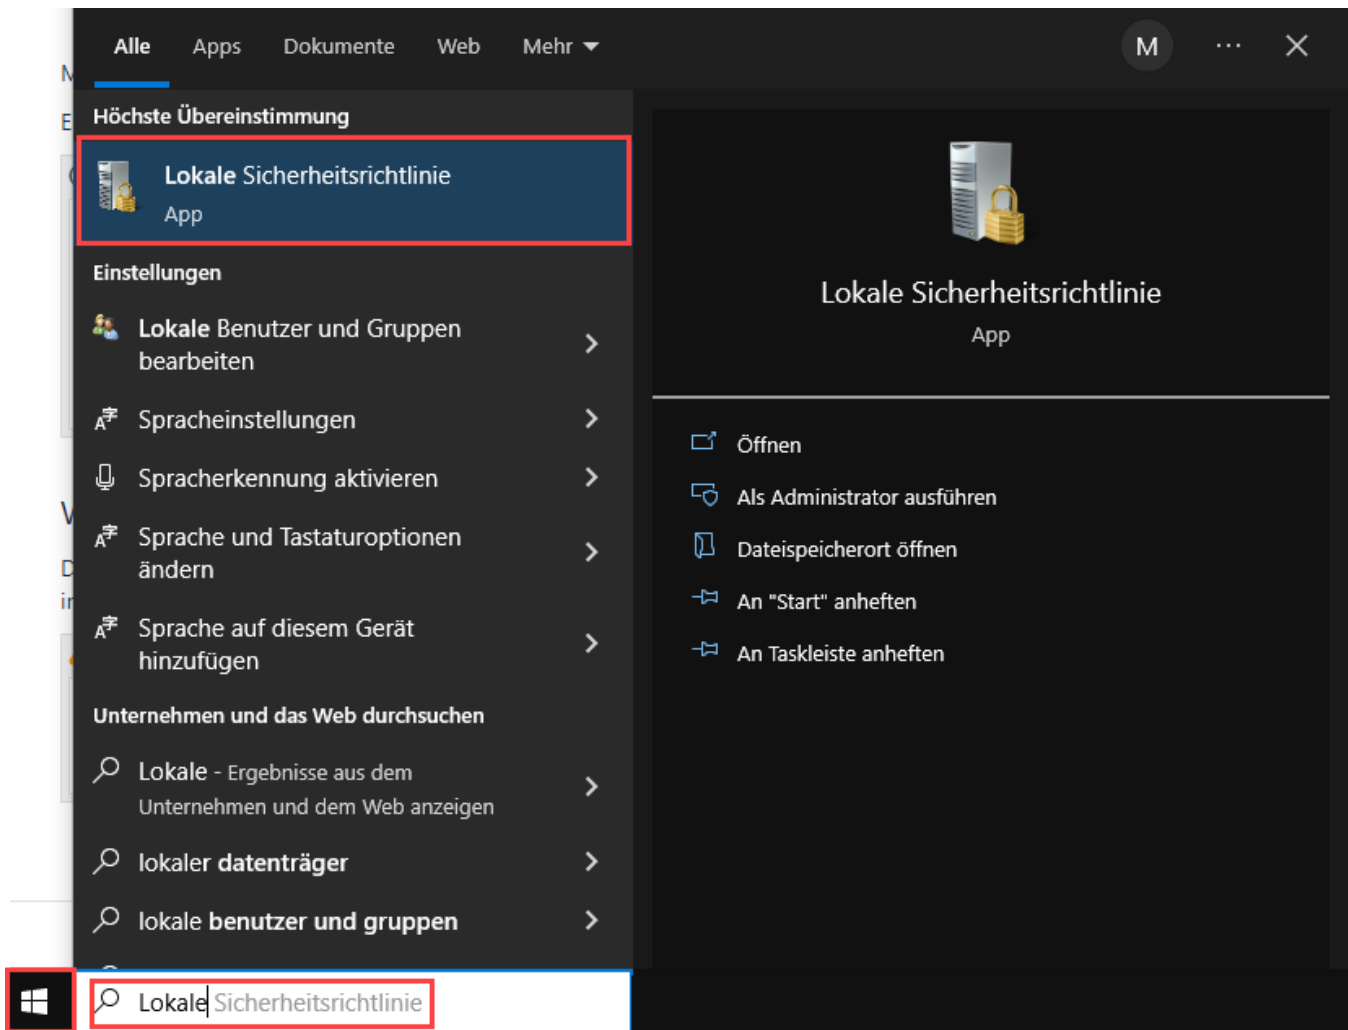 Alle Apps Dokumente Web Mehr
M
Höchste Übereinstimmung
Lokale Sicherheitsrichtlinie
App
Einstellungen
Lokale Benutzer und Gruppen
bearbeiten
Spracheinstellungen
Spracherkennung aktivieren
Sprache und Tastaturoptionen
ändern
Sprache auf diesem Gerät
hinzufügen
Unternehmen und das Web durchsuchen
Lokale - Ergebnisse aus dem
Unternehmen und dem Web anzeigen
lokaler datenträger
lokale benutzer und gruppen
Lokale Sicherheitsrichtlinie
Lokale Sicherheitsrichtlinie
App
Öffnen
Als Administrator ausführen
Dateispeicherort öffnen
An "Start" anheften
An Taskleiste anheften